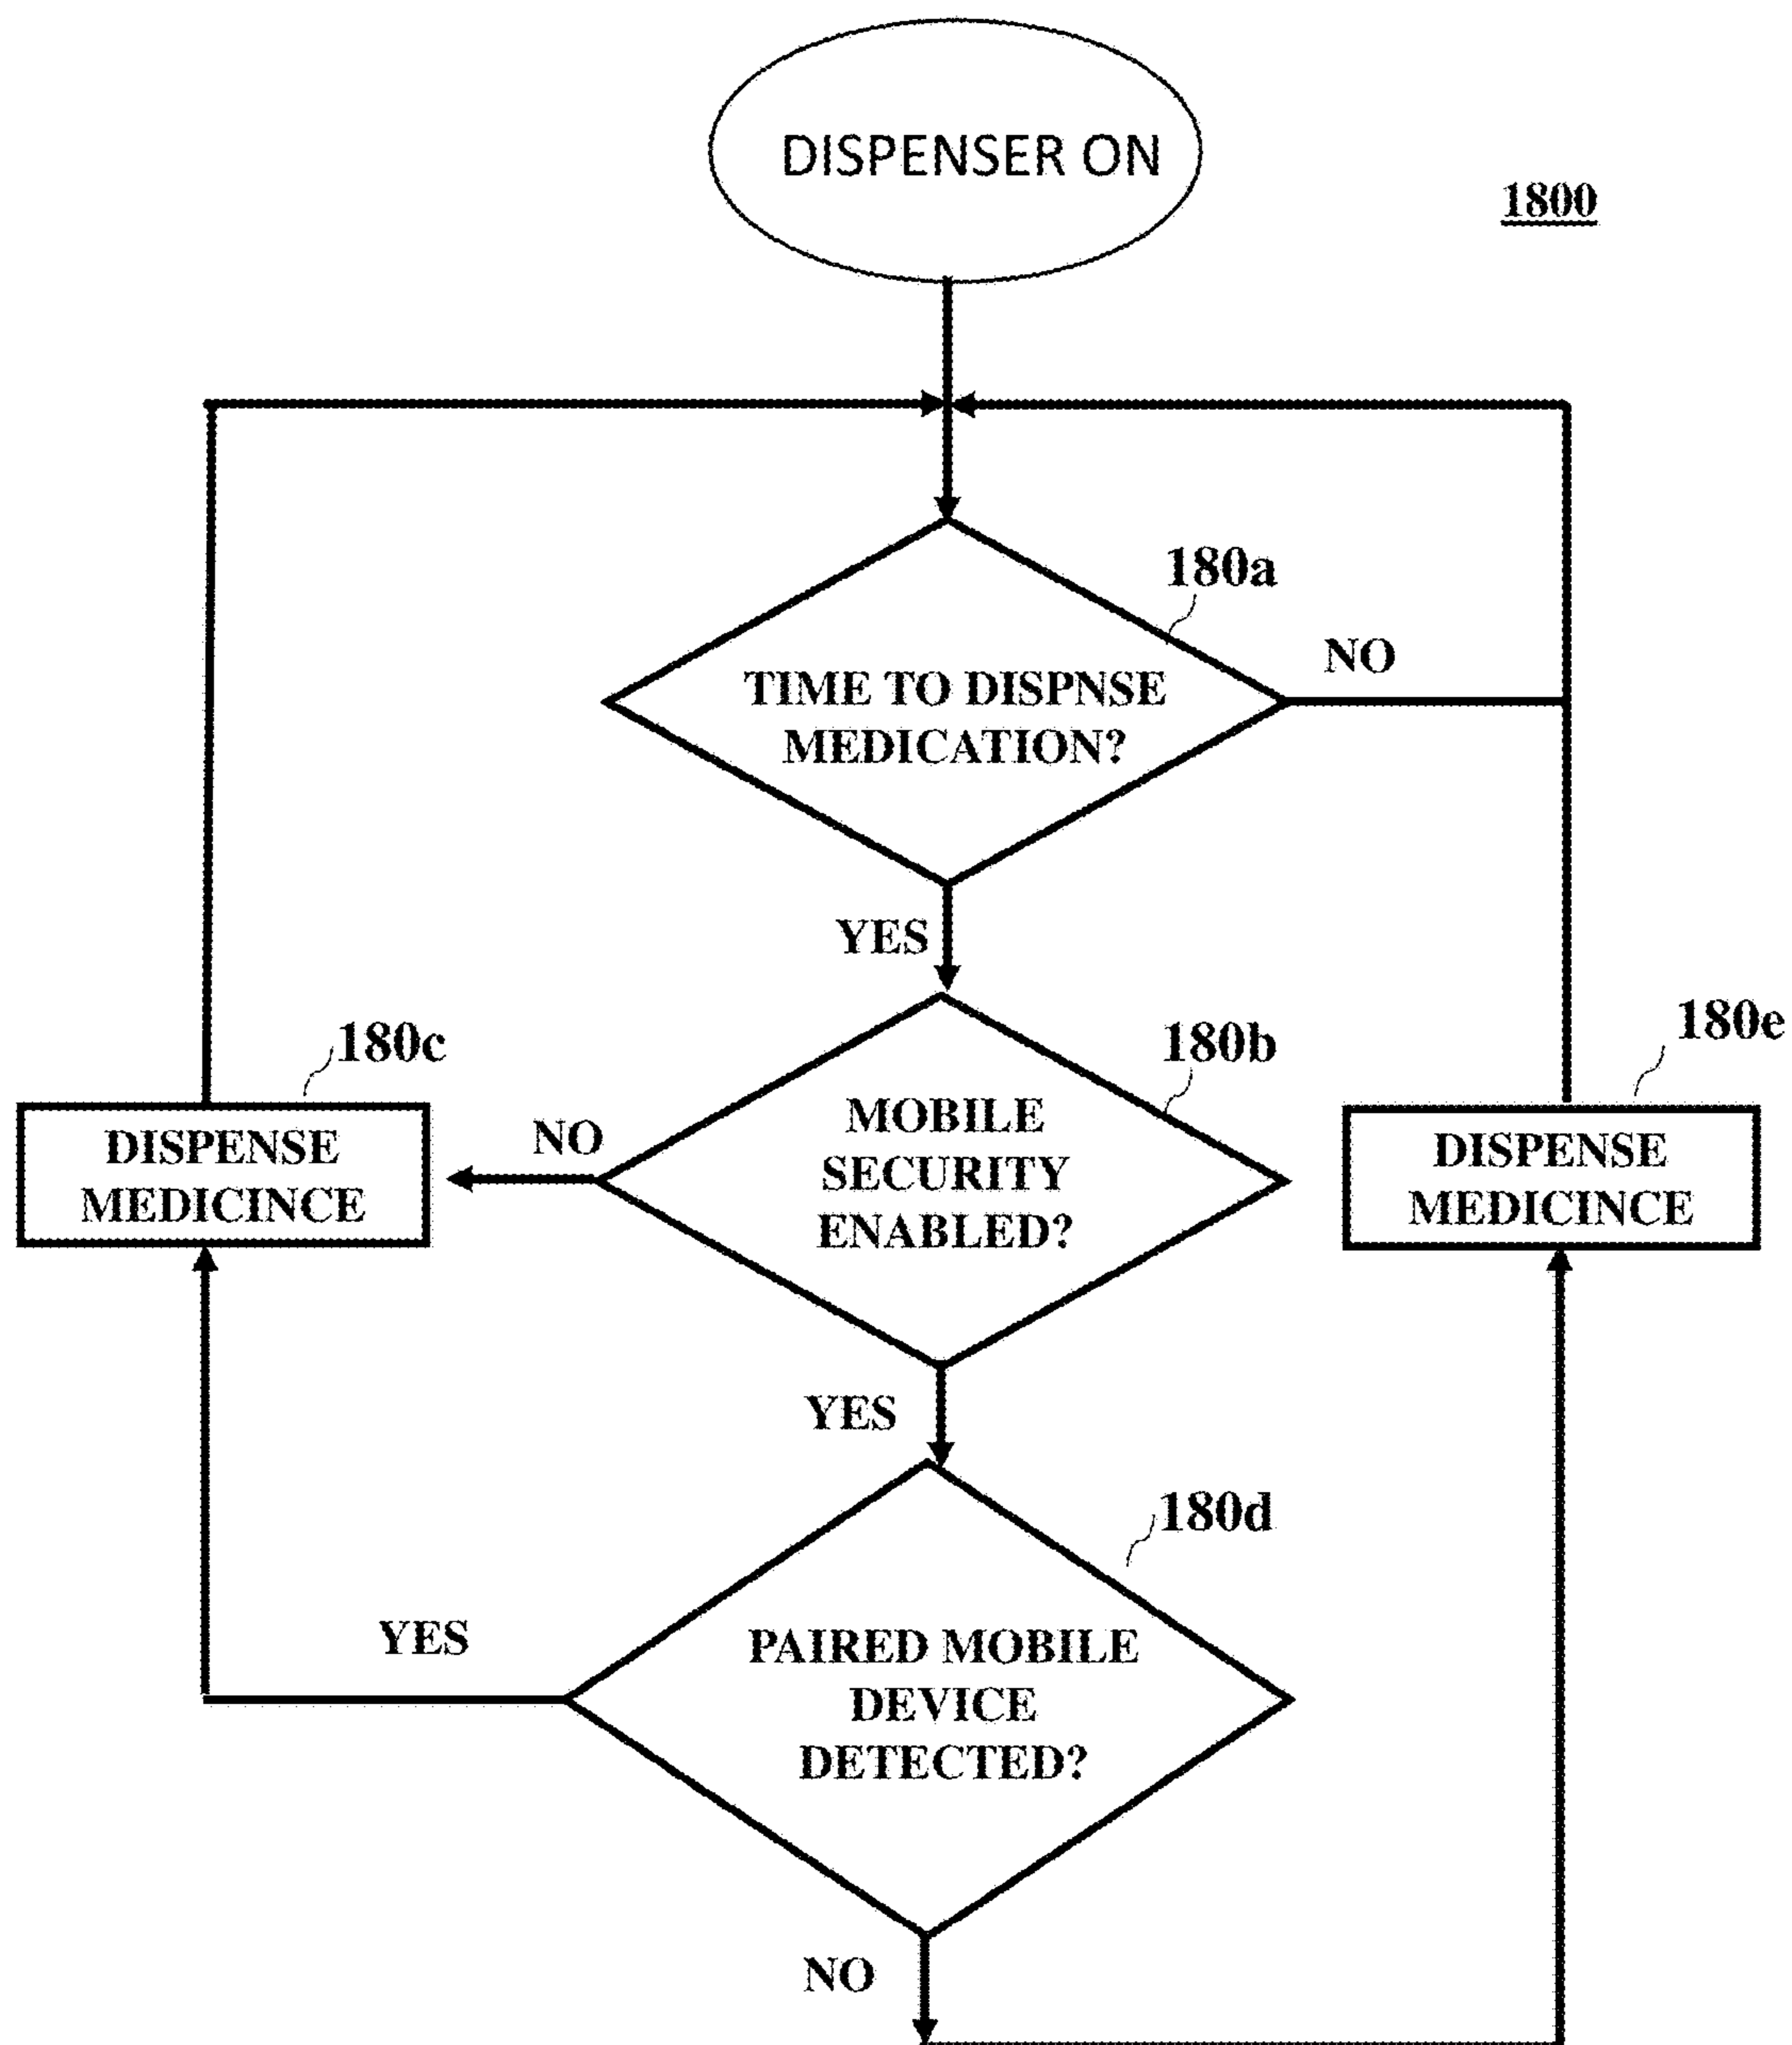 DISPENSER ON
1800
180a
NO
TIME TO DISPNSE
MEDICATION?
YES
180c
180b
180e
DISPENSE
MEDICINCE
NO
MOBILE
SECURITY
ENABLED?
DISPENSE
MEDICINCE
YES
180d
YES
PAIRED MOBILE
DEVICE
DETECTED?
NO